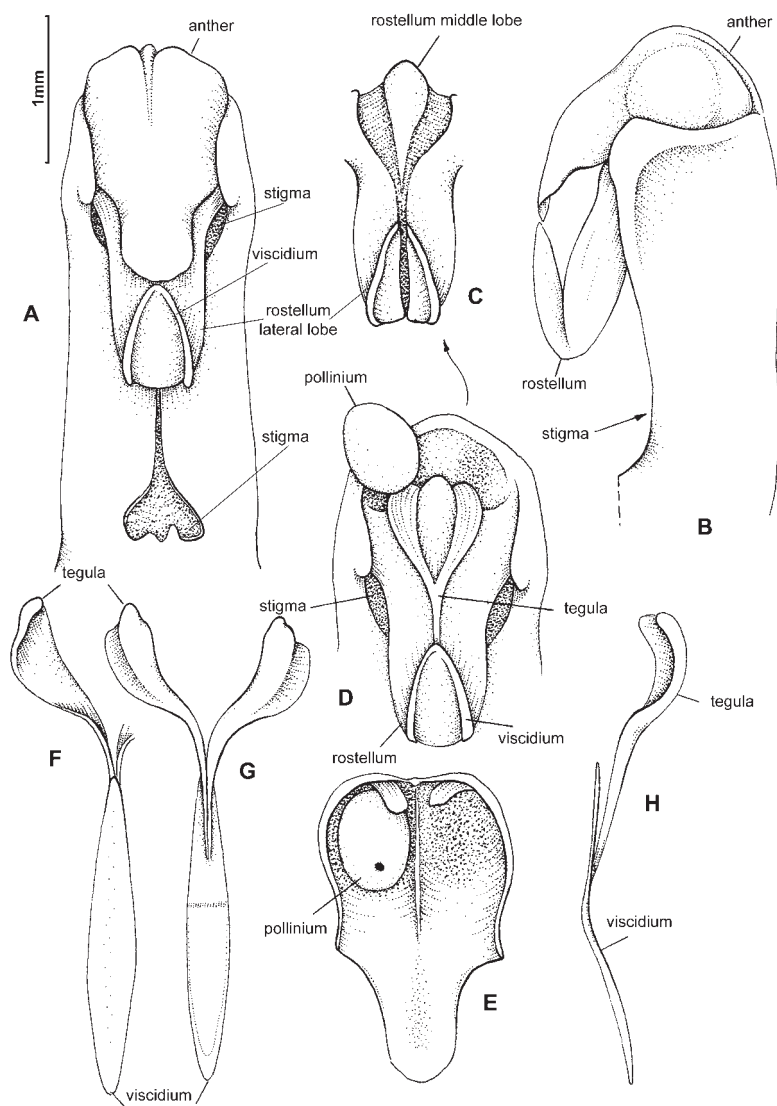 anther
1mm
stigma
viscidium
rostellum
lateral lobe
A
stigma
rostellum middle lobe
C
anther
rostellum
stigma
B
pollinium
stigma
tegula
D
rostellum
viscidium
tegula
F
G
viscidium
pollinium
E
tegula
H
viscidium